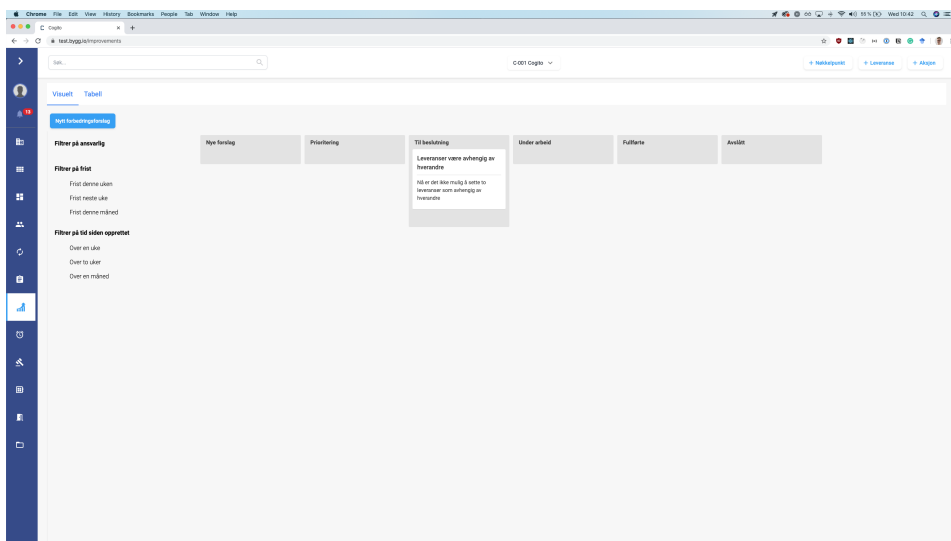 Chrome File Edit View History Bookmarks People Tab Window Help
55 % Wed 10:42
Cogito
test.bygg.io/improvements
Søk...
C-001 Cogito
+ Nøkkelpunkt + Leveranse + Aksjon
13
Visuelt Tabell
Nytt forbedringsforslag
Filtrer på ansvarlig
Filtrer på frist
Frist denne uken
Frist neste uke
Frist denne måned
Filtrer på tid siden opprettet
Over en uke
Over to uker
Over en måned
Nye forslag
Prioritering
Til beslutning
Leveranser være avhengig av
hverandre
Nå er det ikke mulig å sette to
leveranser som avhengig av
hverandre
Under arbeid
Fullførte
Avslått